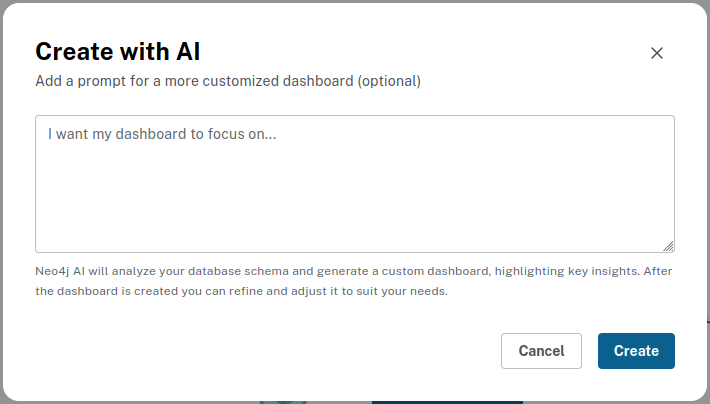 Create with AI
Add a prompt for a more customized dashboard (optional)
I want my dashboard to focus on...
Neo4j AI will analyze your database schema and generate a custom dashboard, highlighting key insights. After
the dashboard is created you can refine and adjust it to suit your needs.
Cancel
Create